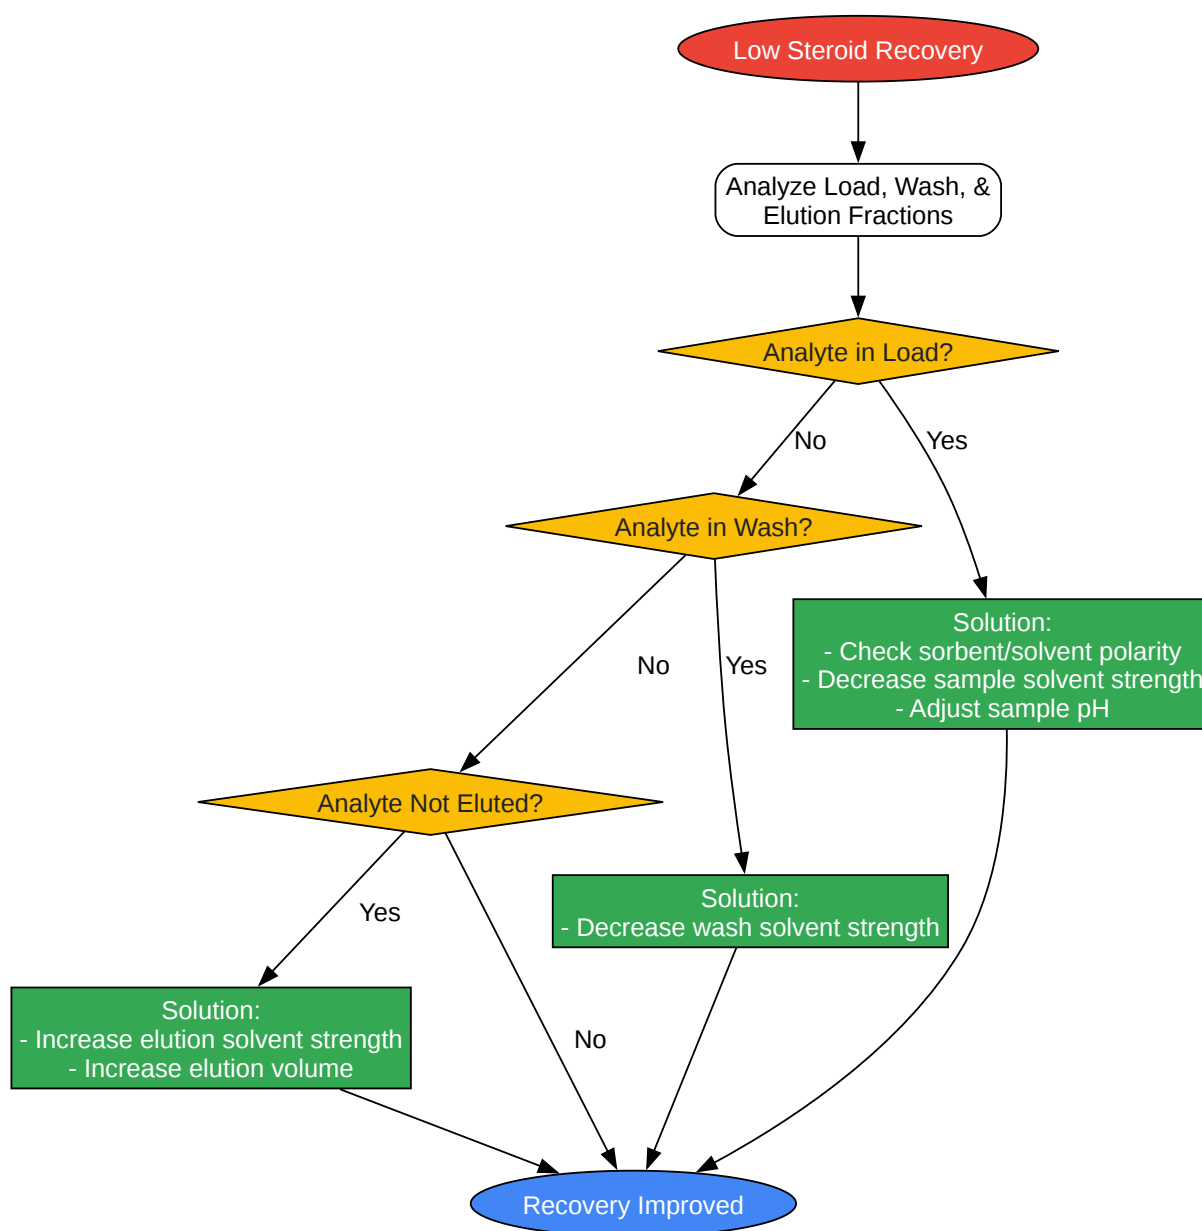 Low Steroid Recovery
Analyze Load, Wash, &
Elution Fractions
Analyte in Load?
No
Yes
Analyte in Wash?
Solution:
- Check sorbent/solvent polarity
- Decrease sample solvent strength
- Adjust sample pH
No
Yes
Analyte Not Eluted?
Yes
Solution:
- Decrease wash solvent strength
Solution:
- Increase elution solvent strength
- Increase elution volume
No
Recovery Improved